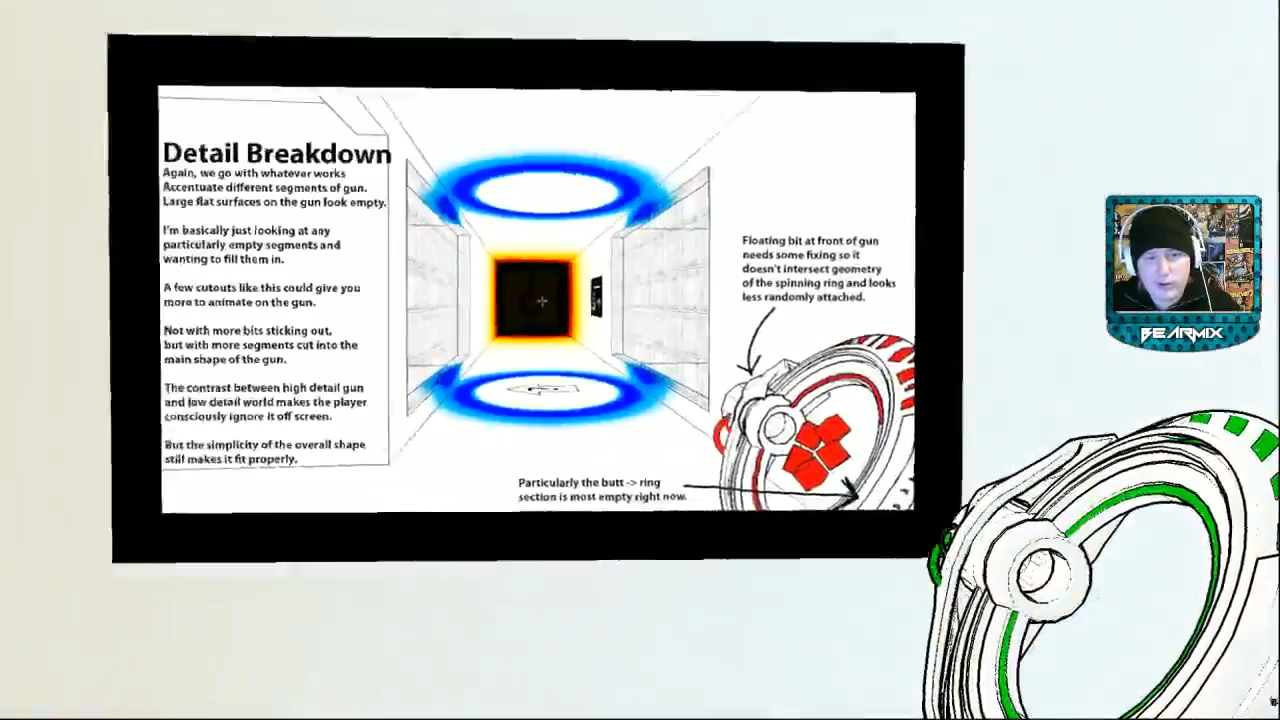 Detail Breakdown
Again, we go with whatever works
Accentuate different segments of gun.
Large flat surfaces on the gun look empty.
I'm basically just looking at any
particularly empty segments and
wanting to fill them in.
A few cutouts like this could give you
more to animate on the gun.
Not with more bits sticking out,
but with more segments cut into the
main shape of the gun.
The contrast between high detail gun
and low detail world makes the player
consciously ignore it off screen.
But the simplicity of the overall shape
still makes it fit properly.
Floating bit at front of gun
needs some fixing so it
doesn't intersect geometry
of the spinning ring and looks
less randomly attached.
Particularly the butt -> ring
section is most empty right now.
BEARMIX